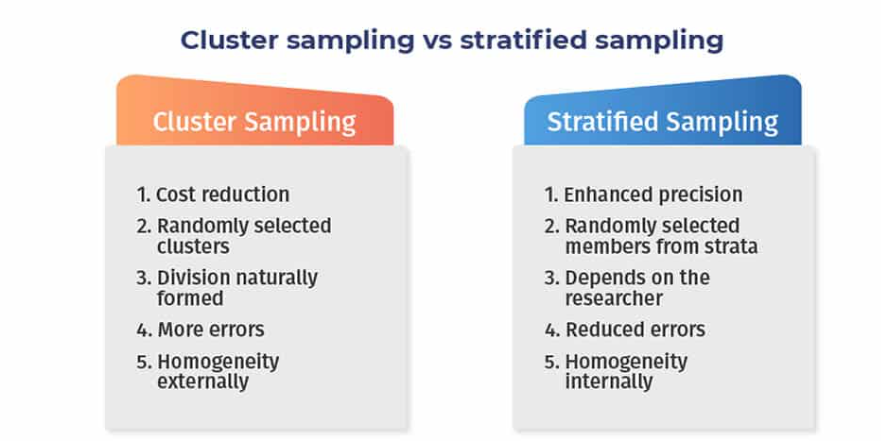 Cluster sampling vs stratified sampling
Cluster Sampling
1. Cost reduction
2. Randomly selected
clusters
3. Division naturally
formed
4. More errors
5. Homogeneity
externally
Stratified Sampling
1. Enhanced precision
2. Randomly selected
members from strata
3. Depends on the
researcher
4. Reduced errors
5. Homogeneity
internally